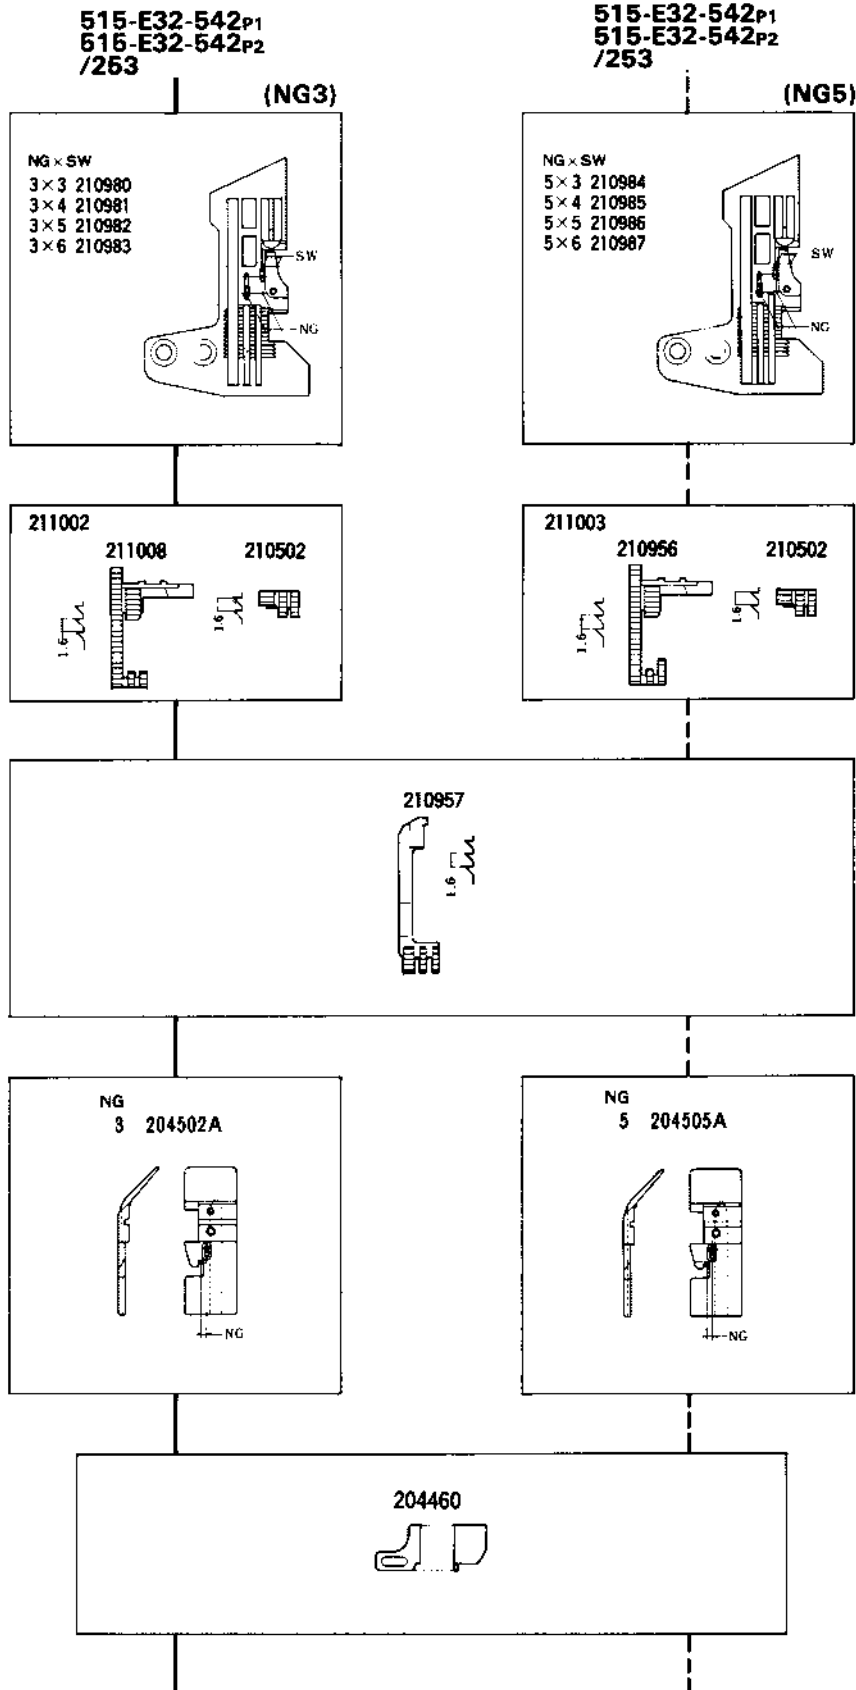 515-E32-542P1
516-E32-542P2
/253
(NG3)
NG×SW
3×3 210980
3×4 210981
3×5 210982
3×6 210983
SW
NG
515-E32-542P1
515-E32-542P2
/253
(NG5)
NG×SW
5×3 210984
5×4 210985
5×5 210986
5×6 210987
SW
NG
211002
211008 210502
1.6
1.6
211003
210956 210502
1.6
1.6
210957
1.6
NG
3 204502A
NG
NG
5 204505A
NG
204460